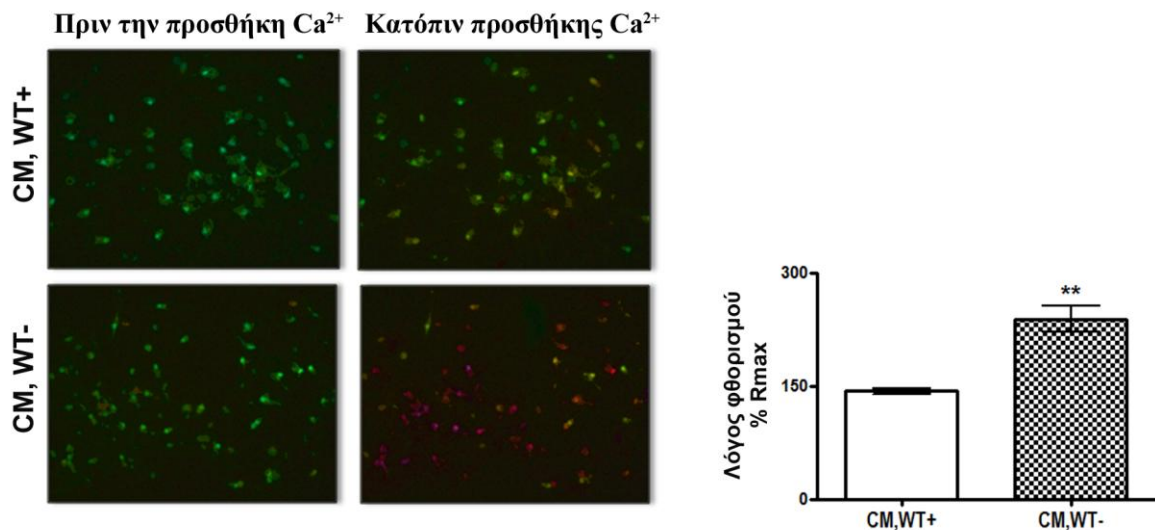 Πριν την προσθήκη Ca²⁺
Κατόπιν προσθήκης Ca²⁺
CM, WT+
CM, WT-
Λόγος φθορισμού
% Rmax
300
**
150
0
CM,WT+
CM,WT-